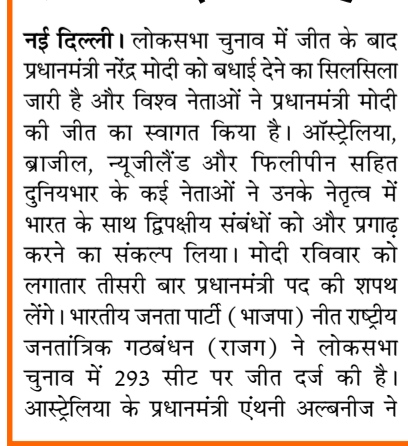 नई दिल्ली। लोकसभा चुनाव में जीत के बाद
प्रधानमंत्री नरेंद्र मोदी को बधाई देने का सिलसिला
जारी है और विश्व नेताओं ने प्रधानमंत्री मोदी
की जीत का स्वागत किया है। ऑस्ट्रेलिया,
ब्राजील, न्यूजीलैंड और फिलीपीन सहित
दुनियभार के कई नेताओं ने उनके नेतृत्व में
भारत के साथ द्विपक्षीय संबंधों को और प्रगाढ़
करने का संकल्प लिया। मोदी रविवार को
लगातार तीसरी बार प्रधानमंत्री पद की शपथ
लेंगे। भारतीय जनता पार्टी (भाजपा) नीत राष्ट्रीय
जनतांत्रिक गठबंधन (राजग) ने लोकसभा
चुनाव में 293 सीट पर जीत दर्ज की है।
आस्ट्रेलिया के प्रधानमंत्री एंथनी अल्बनीज ने